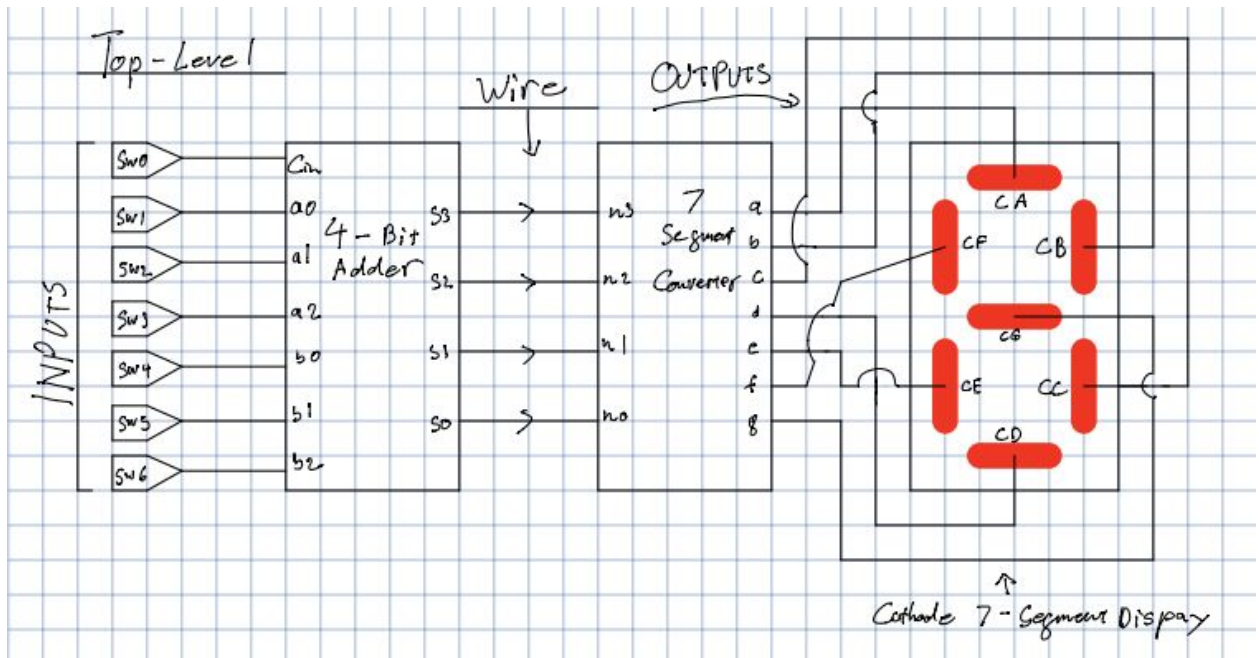 Top-Level
Wire
OUTPUTS
INPUTS
SW0
SW1
SW2
SW3
SW4
SW5
SW6
Cin
a0
a1
a2
b0
b1
b2
4-Bit
Adder
S3
S2
S1
S0
n3
n2
n1
n0
7
Segment
Converter
a
b
c
d
e
f
g
CA
CF
CB
CG
CE
CC
CD
Cathode 7-Segment Dispay